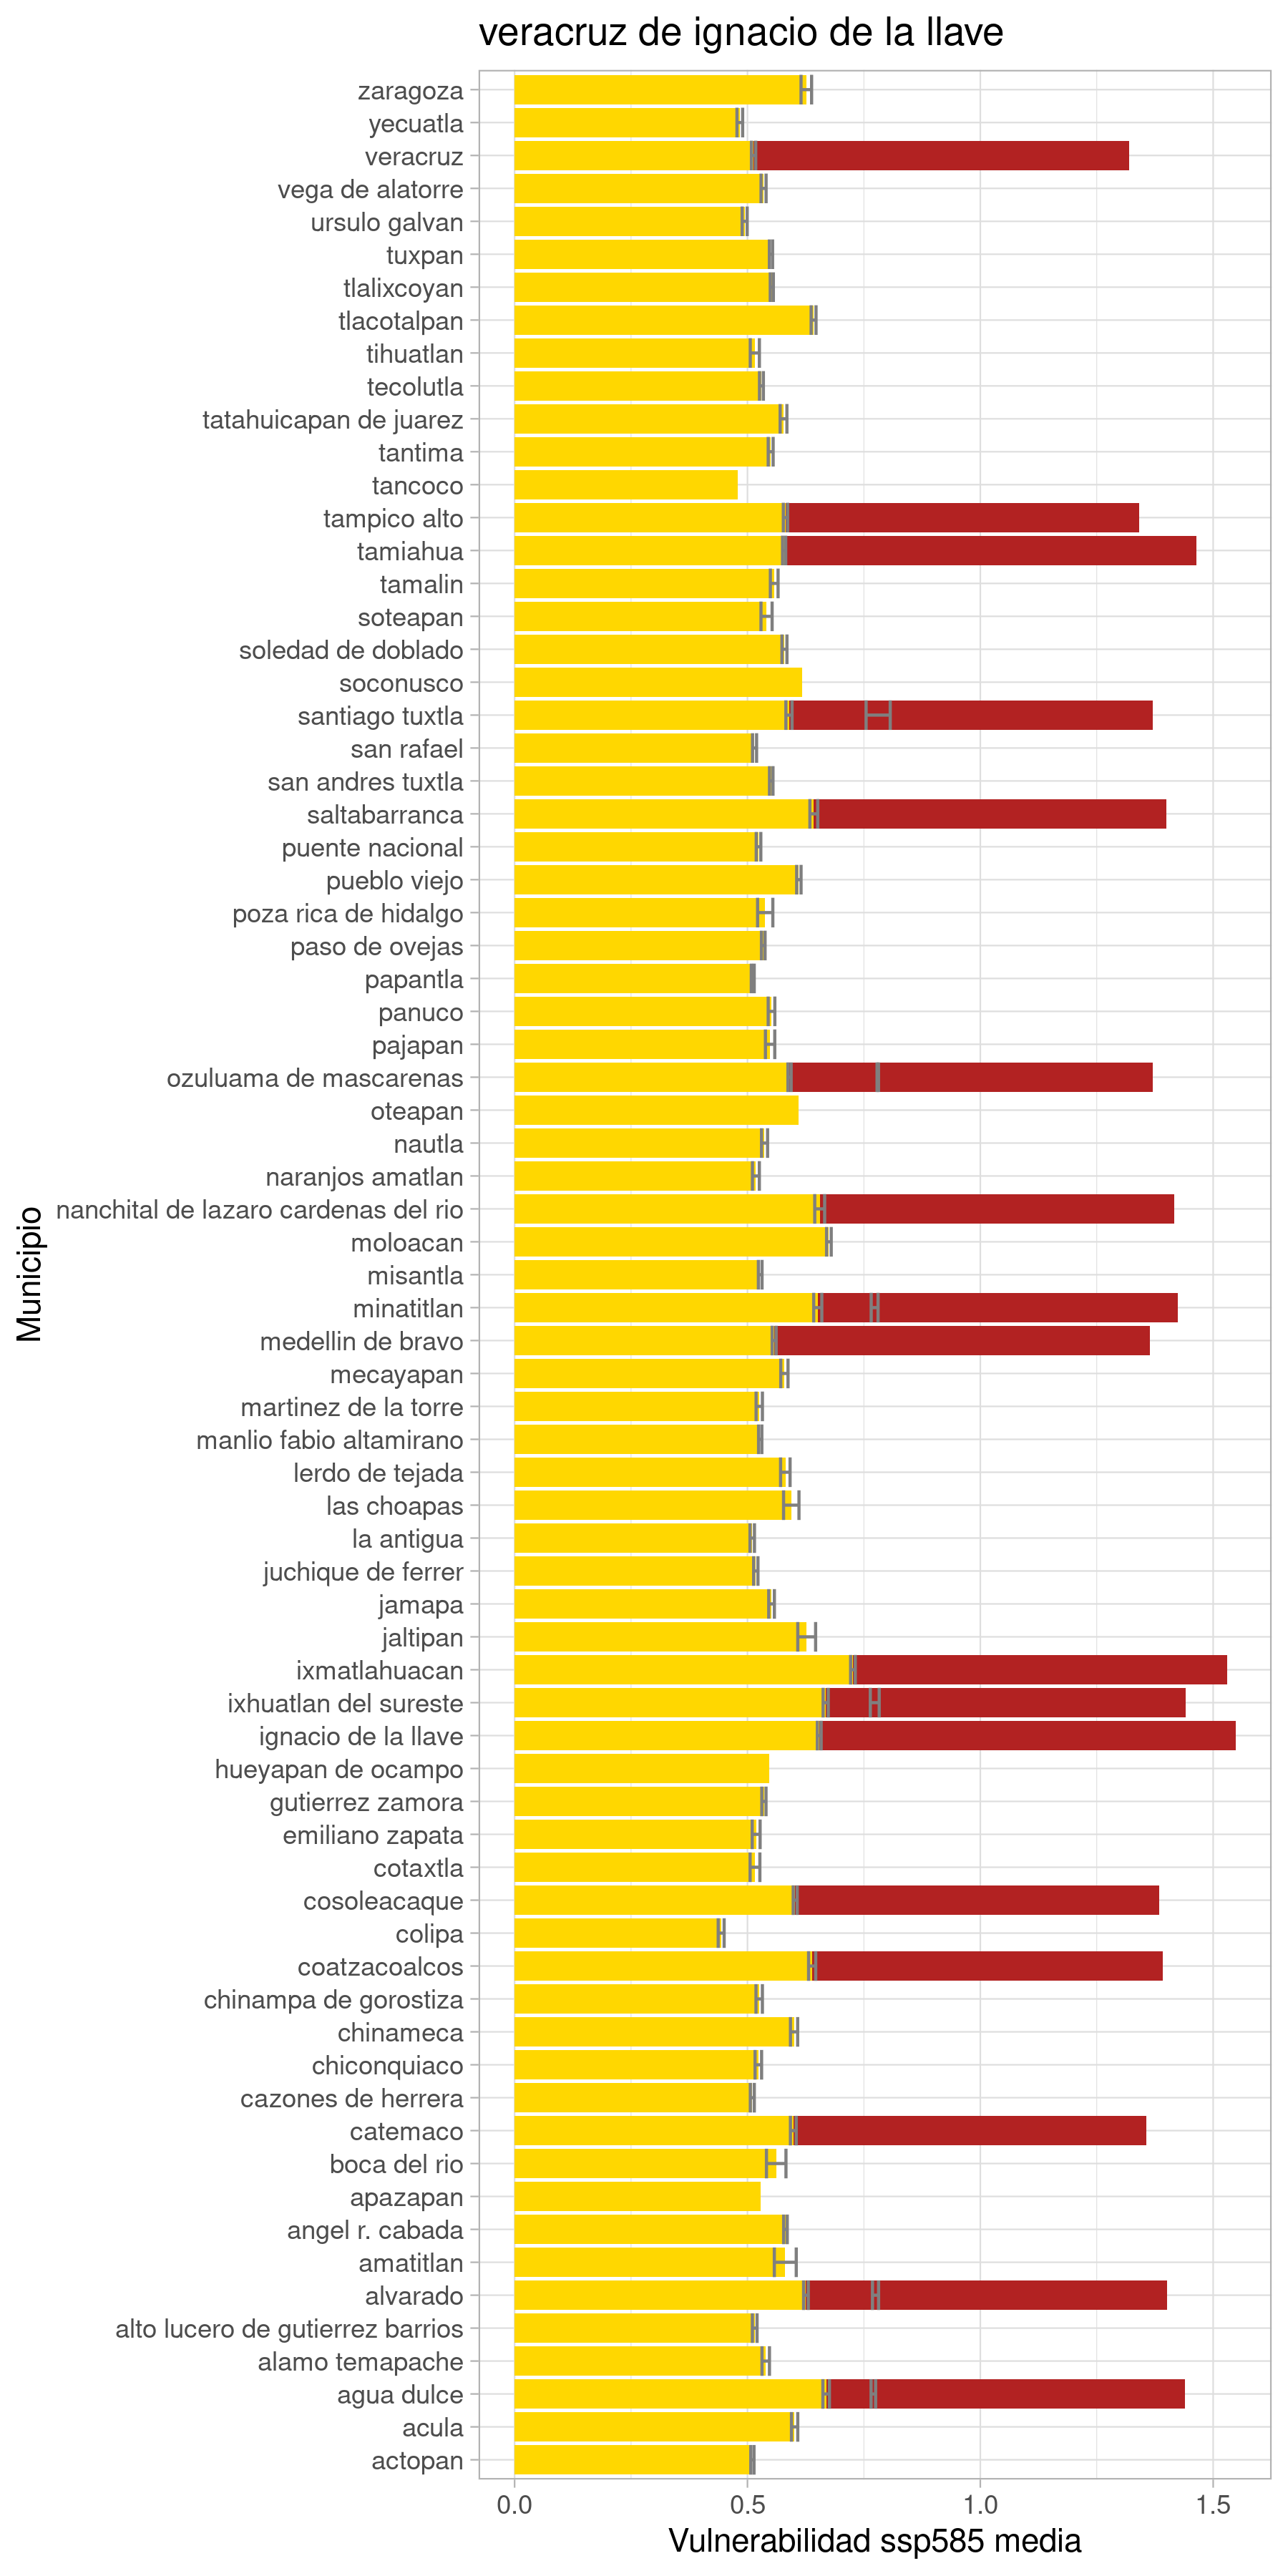 veracruz de ignacio de la llave
zaragoza
yecuatla
veracruz
vega de alatorre
ursulo galvan
tuxpan
tlalixcoyan
tlacotalpan
tihuatlan
tecolutla
tatahuicapan de juarez
tantima
tancoco
tampico alto
tamiahua
tamalin
soteapan
soledad de doblado
soconusco
santiago tuxtla
san rafael
san andres tuxtla
saltabarranca
puente nacional
pueblo viejo
poza rica de hidalgo
paso de ovejas
papantla
panuco
pajapan
ozuluama de mascarenas
oteapan
nautla
naranjos amatlan
nanchital de lazaro cardenas del rio
moloacan
misantla
minatitlan
medellin de bravo
mecayapan
martinez de la torre
manlio fabio altamirano
lerdo de tejada
las choapas
la antigua
juchique de ferrer
jamapa
jaltipan
ixmatlahuacan
ixhuatlan del sureste
ignacio de la llave
hueyapan de ocampo
gutierrez zamora
emiliano zapata
cotaxtla
cosoleacaque
colipa
coatzacoalcos
chinampa de gorostiza
chinameca
chiconquiaco
cazones de herrera
catemaco
boca del rio
apazapan
angel r. cabada
amatitlan
alvarado
alto lucero de gutierrez barrios
alamo temapache
agua dulce
acula
actopan
Municipio
0.0 0.5 1.0 1.5
Vulnerabilidad ssp585 media